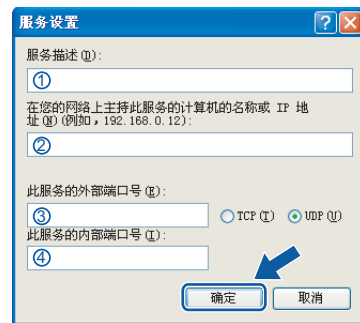 服务设置
服务描述(D):
①
在您的网络上主持此服务的计算机的名称或 IP 地
址(N)(例如，192.168.0.12):
②
此服务的外部端口号(E):
③ TCP(T) UDP(U)
此服务的内部端口号(I):
④
确定 取消